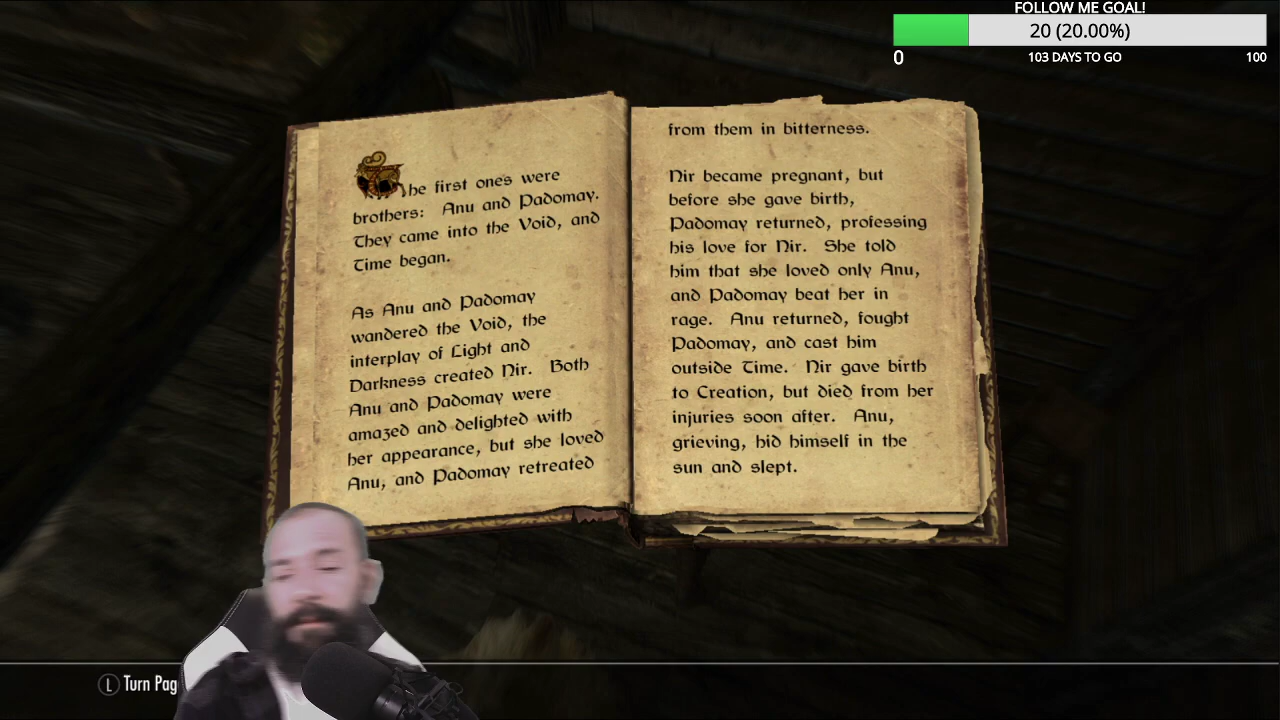 FOLLOW ME GOAL!
20 (20.00%)
0
103 DAYS TO GO
100
The first ones were
brothers: Anu and Padomay.
They came into the Void, and
Time began.
As Anu and Padomay
wandered the Void, the
interplay of Light and
Darkness created Nir. Both
Anu and Padomay were
amazed and delighted with
her appearance, but she loved
Anu, and Padomay retreated
from them in bitterness.
Nir became pregnant, but
before she gave birth,
Padomay returned, professing
his love for Nir. She told
him that she loved only Anu,
and Padomay beat her in
rage. Anu returned, fought
Padomay, and cast him
outside Time. Nir gave birth
to Creation, but died from her
injuries soon after. Anu,
grieving, hid himself in the
sun and slept.
L Turn Pag